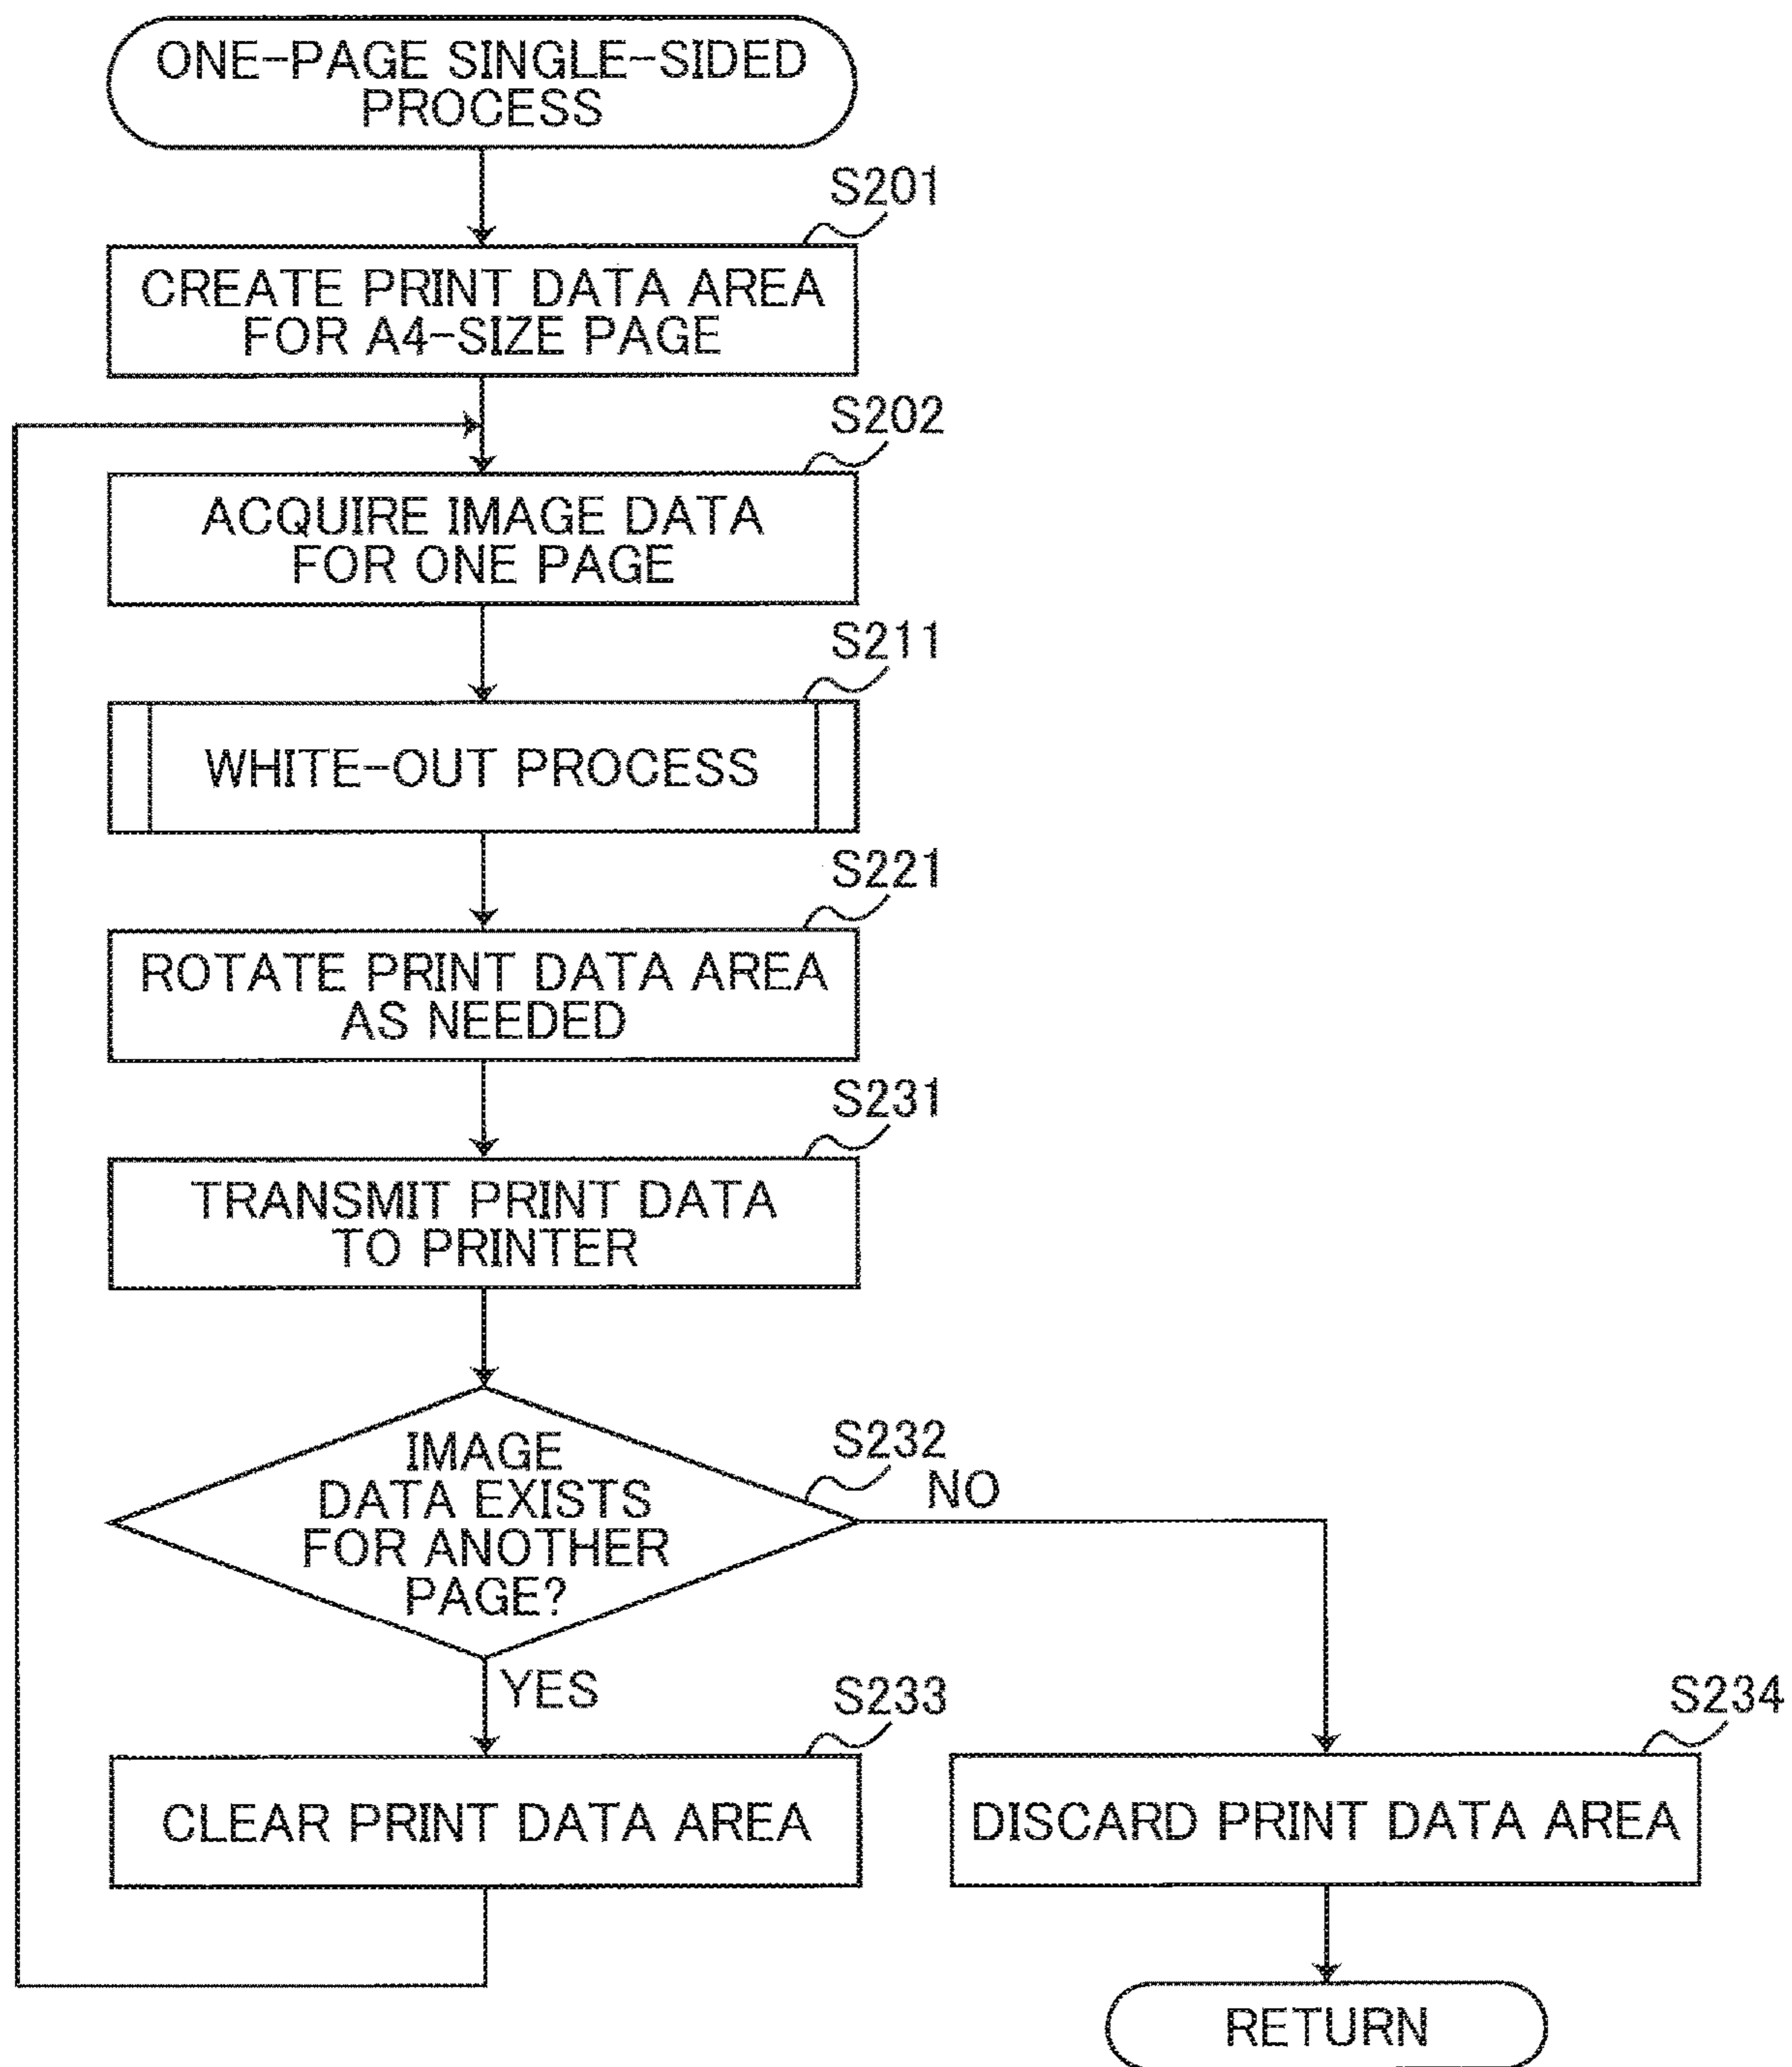 ONE-PAGE SINGLE-SIDED
PROCESS
S201
CREATE PRINT DATA AREA
FOR A4-SIZE PAGE
S202
ACQUIRE IMAGE DATA
FOR ONE PAGE
S211
WHITE-OUT PROCESS
S221
ROTATE PRINT DATA AREA
AS NEEDED
S231
TRANSMIT PRINT DATA
TO PRINTER
S232
IMAGE
DATA EXISTS
FOR ANOTHER
PAGE?
NO
YES
S233
CLEAR PRINT DATA AREA
S234
DISCARD PRINT DATA AREA
RETURN